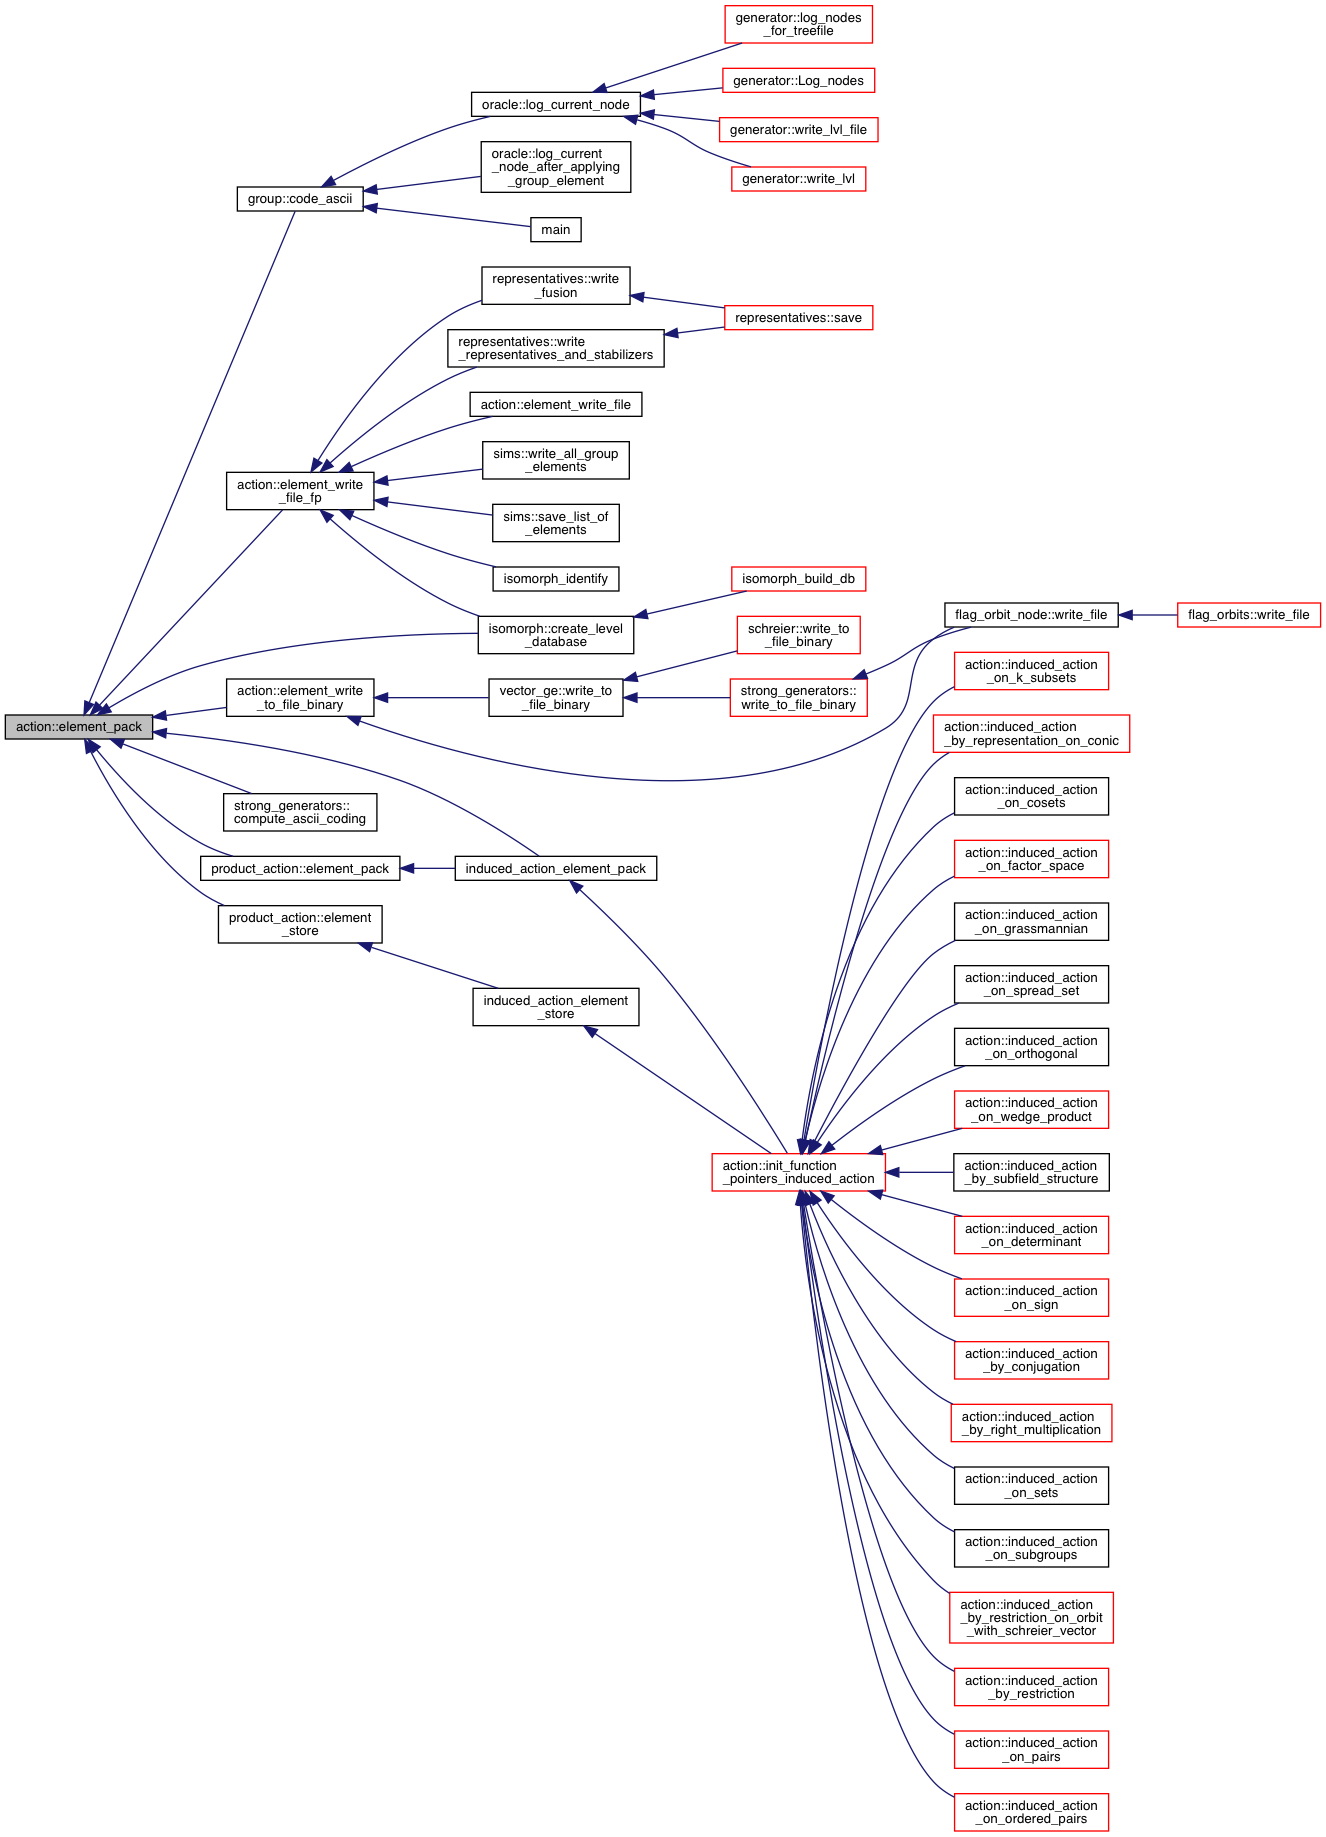 generator::log_nodes
_for_treefile
generator::Log_nodes
oracle::log_current_node
generator::write_lvl_file
oracle::log_current
_node_after_applying
_group_element
generator::write_lvl
group::code_ascii
main
representatives::write
_fusion
representatives::save
representatives::write
_representatives_and_stabilizers
action::element_write_file
sims::write_all_group
_elements
action::element_write
_file_fp
sims::save_list_of
_elements
isomorph_identify
isomorph_build_db
isomorph::create_level
_database
schreier::write_to
_file_binary
flag_orbit_node::write_file
flag_orbits::write_file
action::element_write
_to_file_binary
vector_ge::write_to
_file_binary
strong_generators::
write_to_file_binary
action::induced_action
_on_k_subsets
action::element_pack
action::induced_action
_by_representation_on_conic
strong_generators::
compute_ascii_coding
action::induced_action
_on_cosets
product_action::element_pack
induced_action_element_pack
action::induced_action
_on_factor_space
product_action::element
_store
action::induced_action
_on_grassmannian
induced_action_element
_store
action::induced_action
_on_spread_set
action::induced_action
_on_orthogonal
action::induced_action
_on_wedge_product
action::init_function
_pointers_induced_action
action::induced_action
_by_subfield_structure
action::induced_action
_on_determinant
action::induced_action
_on_sign
action::induced_action
_by_conjugation
action::induced_action
_by_right_multiplication
action::induced_action
_on_sets
action::induced_action
_on_subgroups
action::induced_action
_by_restriction_on_orbit
_with_schreier_vector
action::induced_action
_by_restriction
action::induced_action
_on_pairs
action::induced_action
_on_ordered_pairs